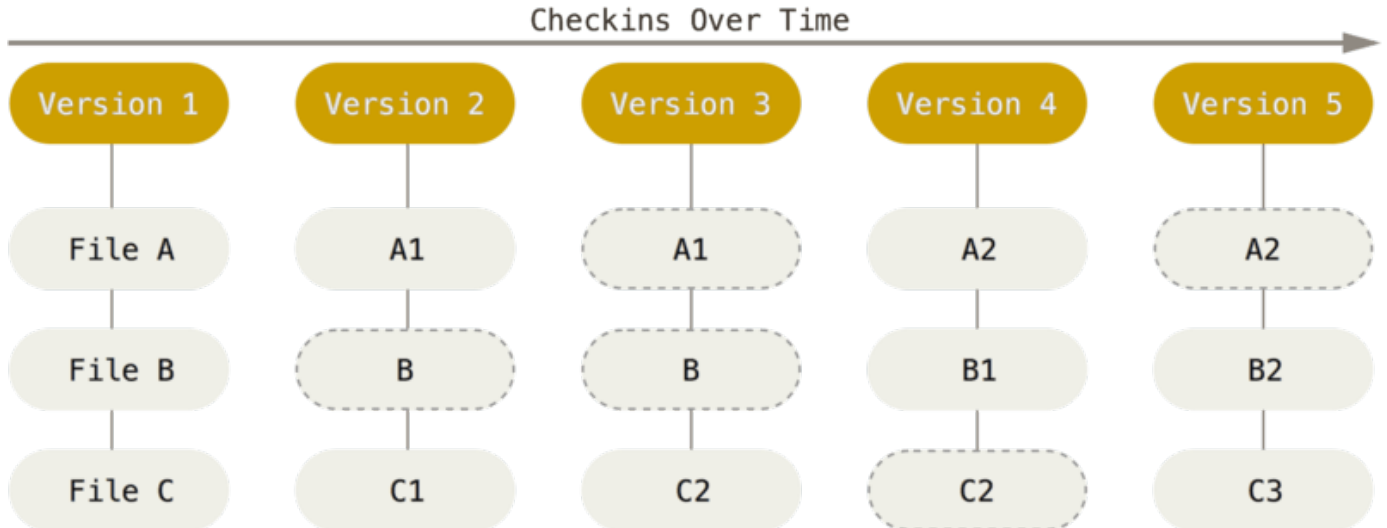 Checkins Over Time
Version 1 Version 2 Version 3 Version 4 Version 5
File A A1 A1 A2 A2
File B B B B1 B2
File C C1 C2 C2 C3